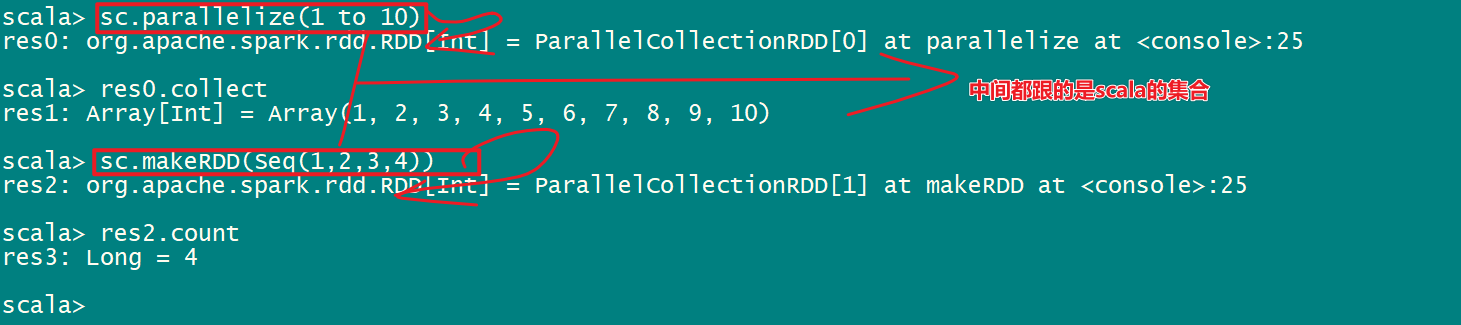 scala> sc.parallelize(1 to 10)
res0: org.apache.spark.rdd.RDD[Int] = ParallelCollectionRDD[0] at parallelize at <console>:25
scala> res0.collect
res1: Array[Int] = Array(1, 2, 3, 4, 5, 6, 7, 8, 9, 10)
中间都跟的是scala的集合
scala> sc.makeRDD(Seq(1,2,3,4))
res2: org.apache.spark.rdd.RDD[Int] = ParallelCollectionRDD[1] at makeRDD at <console>:25
scala> res2.count
res3: Long = 4
scala>